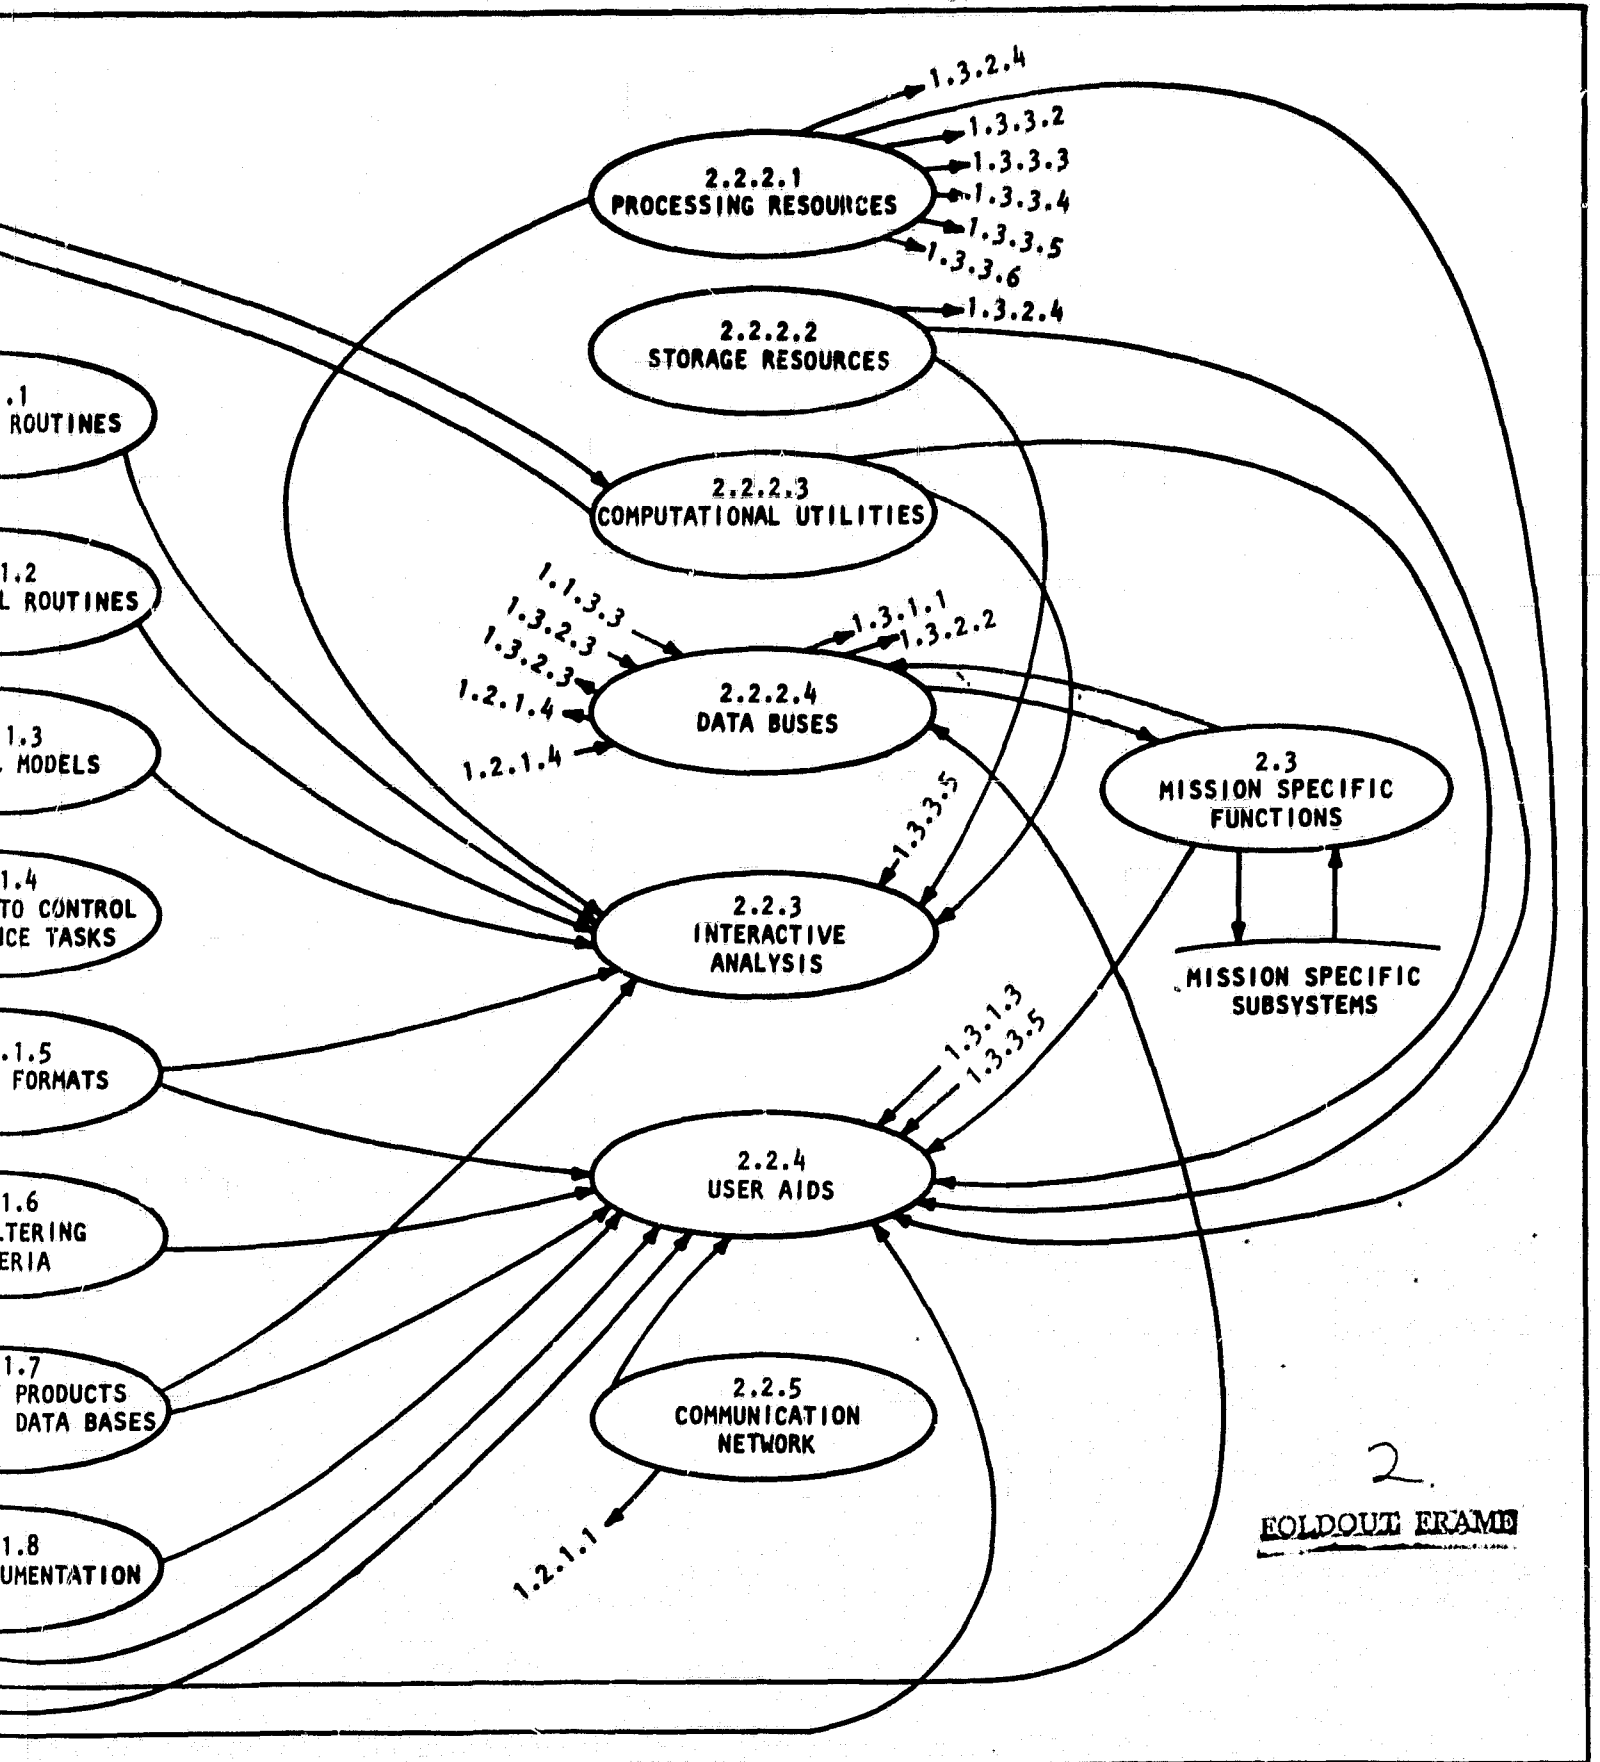 1.3.2.4
1.3.3.2
1.3.3.3
1.3.3.4
1.3.3.5
1.3.3.6
2.2.2.1
PROCESSING RESOURCES
1.3.2.4
2.2.2.2
STORAGE RESOURCES
.1
ROUTINES
2.2.2.3
COMPUTATIONAL UTILITIES
1.2
L ROUTINES
1.1.3.3
1.3.2.3
1.3.2.3
1.2.1.4
1.2.1.4
1.3.1.1
1.3.2.2
2.2.2.4
DATA BUSES
1.3
MODELS
2.3
MISSION SPECIFIC
FUNCTIONS
1.3.3.5
1.4
TO CONTROL
ICE TASKS
2.2.3
INTERACTIVE
ANALYSIS
MISSION SPECIFIC
SUBSYSTEMS
1.3.1.3
1.3.3.5
.1.5
FORMATS
2.2.4
USER AIDS
1.6
LTERING
ERIA
1.7
PRODUCTS
DATA BASES
2.2.5
COMMUNICATION
NETWORK
1.2.1.1
1.8
UMENTATION
2.
FOLDOUT FRAME